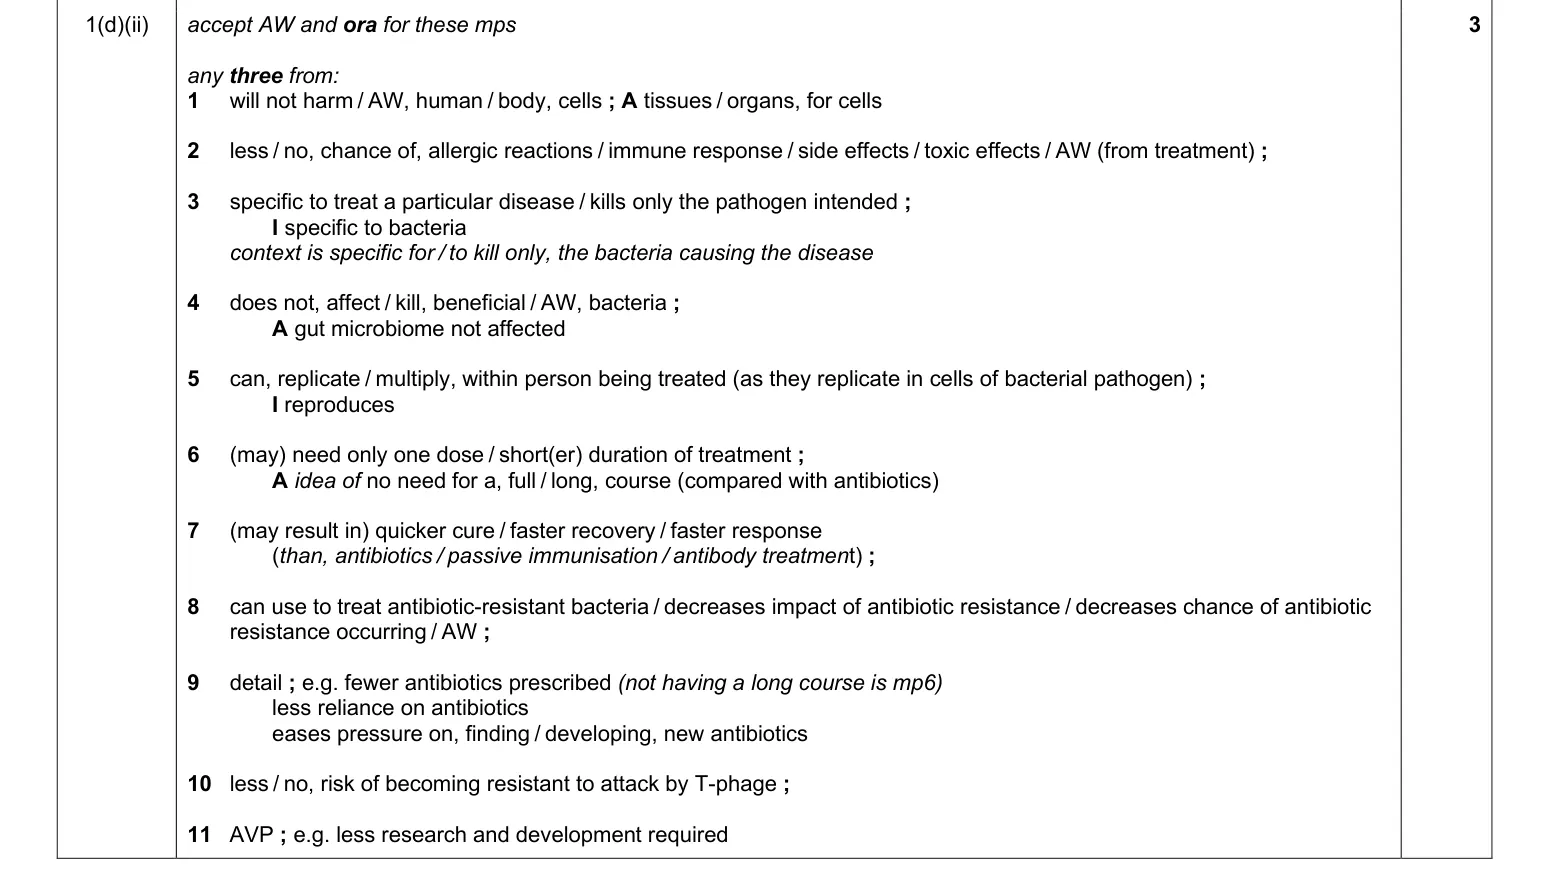 1(d)(ii) accept AW and ora for these mps 3
any three from:
1 will not harm / AW, human / body, cells ; A tissues / organs, for cells
2 less / no, chance of, allergic reactions / immune response / side effects / toxic effects / AW (from treatment) ;
3 specific to treat a particular disease / kills only the pathogen intended ;
I specific to bacteria
context is specific for / to kill only, the bacteria causing the disease
4 does not, affect / kill, beneficial / AW, bacteria ;
A gut microbiome not affected
5 can, replicate / multiply, within person being treated (as they replicate in cells of bacterial pathogen) ;
I reproduces
6 (may) need only one dose / short(er) duration of treatment ;
A idea of no need for a, full / long, course (compared with antibiotics)
7 (may result in) quicker cure / faster recovery / faster response
(than, antibiotics / passive immunisation / antibody treatment) ;
8 can use to treat antibiotic-resistant bacteria / decreases impact of antibiotic resistance / decreases chance of antibiotic
resistance occurring / AW ;
9 detail ; e.g. fewer antibiotics prescribed (not having a long course is mp6)
less reliance on antibiotics
eases pressure on, finding / developing, new antibiotics
10 less / no, risk of becoming resistant to attack by T-phage ;
11 AVP ; e.g. less research and development required